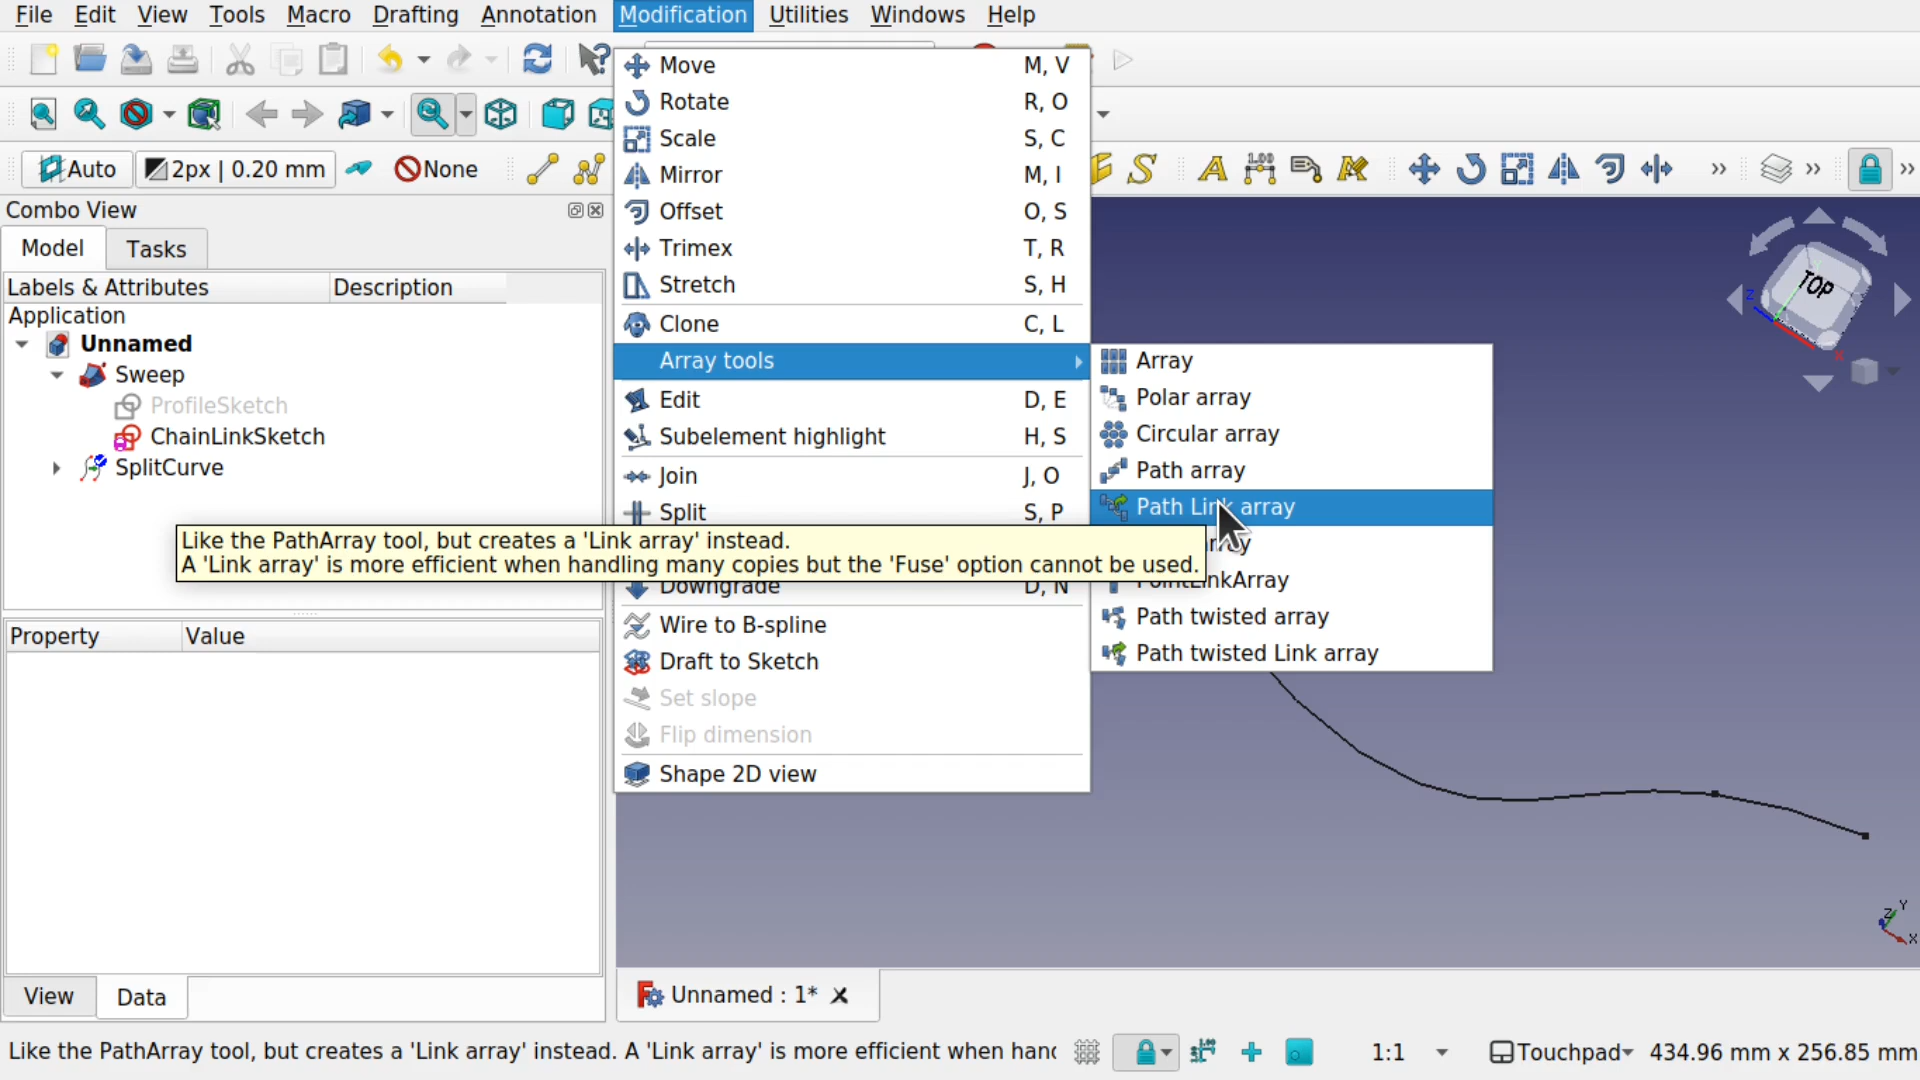 File Edit View Tools Macro Drafting Annotation Modification Utilities Windows Help
Auto
2px | 0.20 mm
None
Combo View
Model Tasks
Labels & Attributes Description
Application
Unnamed
Sweep
ProfileSketch
ChainLinkSketch
SplitCurve
Property Value
View Data
Move M, V
Rotate R, O
Scale S, C
Mirror M, I
Offset O, S
Trimex T, R
Stretch S, H
Clone C, L
Array tools
Edit D, E
Subelement highlight H, S
Join J, O
Split S, P
Downgrade D, N
Wire to B-spline
Draft to Sketch
Set slope
Flip dimension
Shape 2D view
Array
Polar array
Circular array
Path array
Path Link array
PointLinkArray
Path twisted array
Path twisted Link array
Like the PathArray tool, but creates a 'Link array' instead.
A 'Link array' is more efficient when handling many copies but the 'Fuse' option cannot be used.
TOP
Z
X
Z Y
X
Unnamed : 1*
Like the PathArray tool, but creates a 'Link array' instead. A 'Link array' is more efficient when hand
1:1
Touchpad
434.96 mm x 256.85 mm